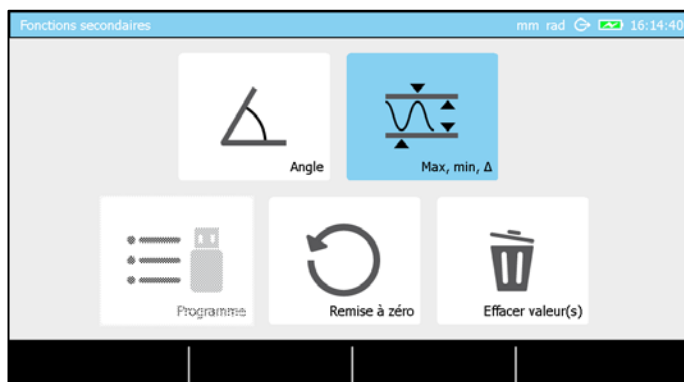 Fonctions secondaires mm rad 16:14:40
Angle Max, min, Δ
Programme Remise à zéro Effacer valeur(s)